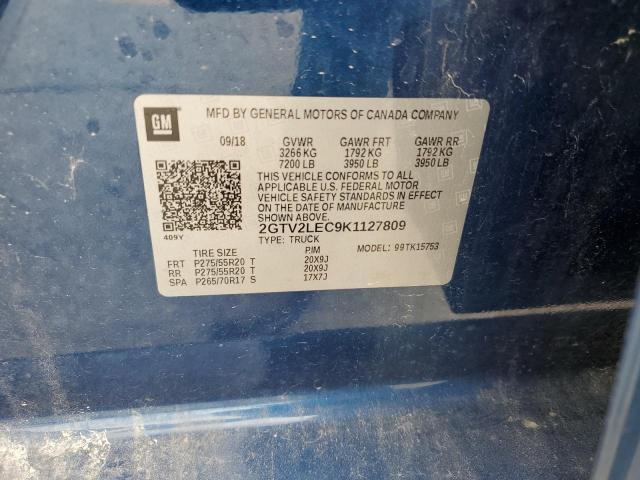 GM
MFD BY GENERAL MOTORS OF CANADA COMPANY
09/18 GVWR GAWR FRT GAWR RR
3266 KG 1792 KG 1792 KG
7200 LB 3950 LB 3950 LB
THIS VEHICLE CONFORMS TO ALL
APPLICABLE U.S. FEDERAL MOTOR
VEHICLE SAFETY STANDARDS IN EFFECT
ON THE DATE OF MANUFACTURE
SHOWN ABOVE.
409Y
2GTV2LEC9K1127809
TYPE: TRUCK MODEL: 99TK15753
TIRE SIZE RIM
FRT P275/55R20 T 20X9J
RR P275/55R20 T 20X9J
SPA P265/70R17 S 17X7J